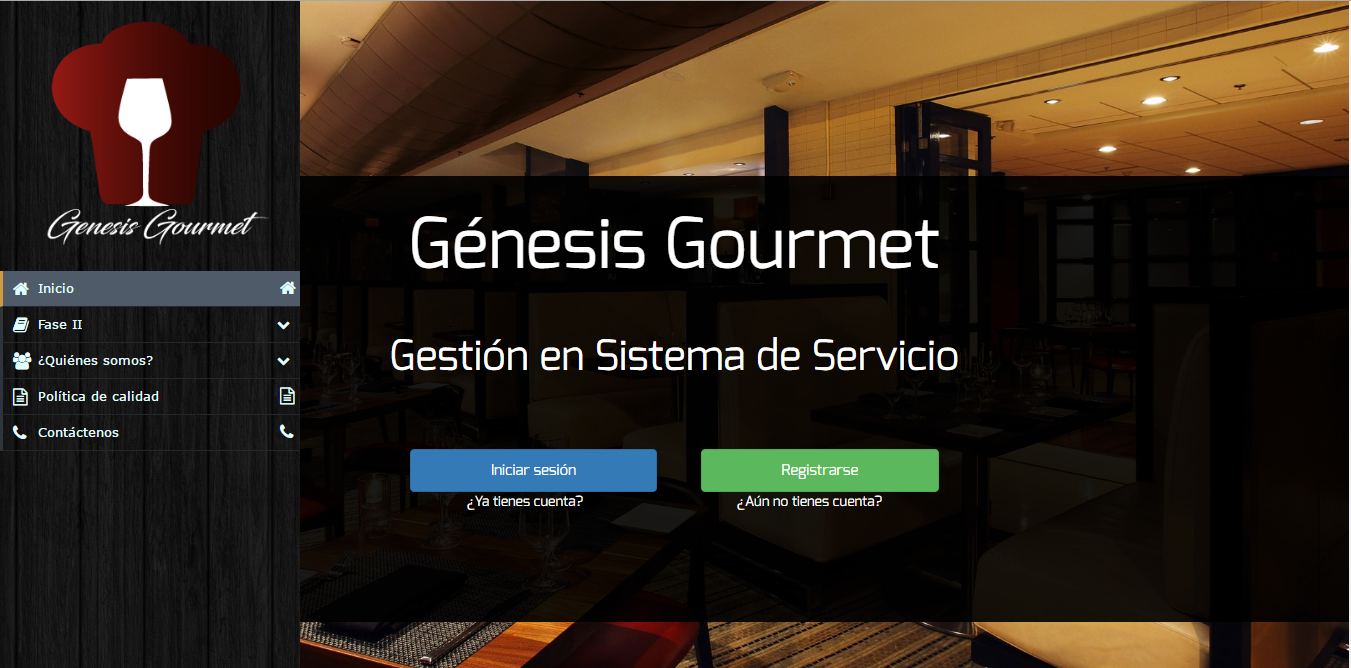 Genesis Gourmet
Inicio
Fase II
¿Quiénes somos?
Política de calidad
Contáctenos
Génesis Gourmet
Gestión en Sistema de Servicio
Iniciar sesión
Registrarse
¿Ya tienes cuenta?
¿Aún no tienes cuenta?